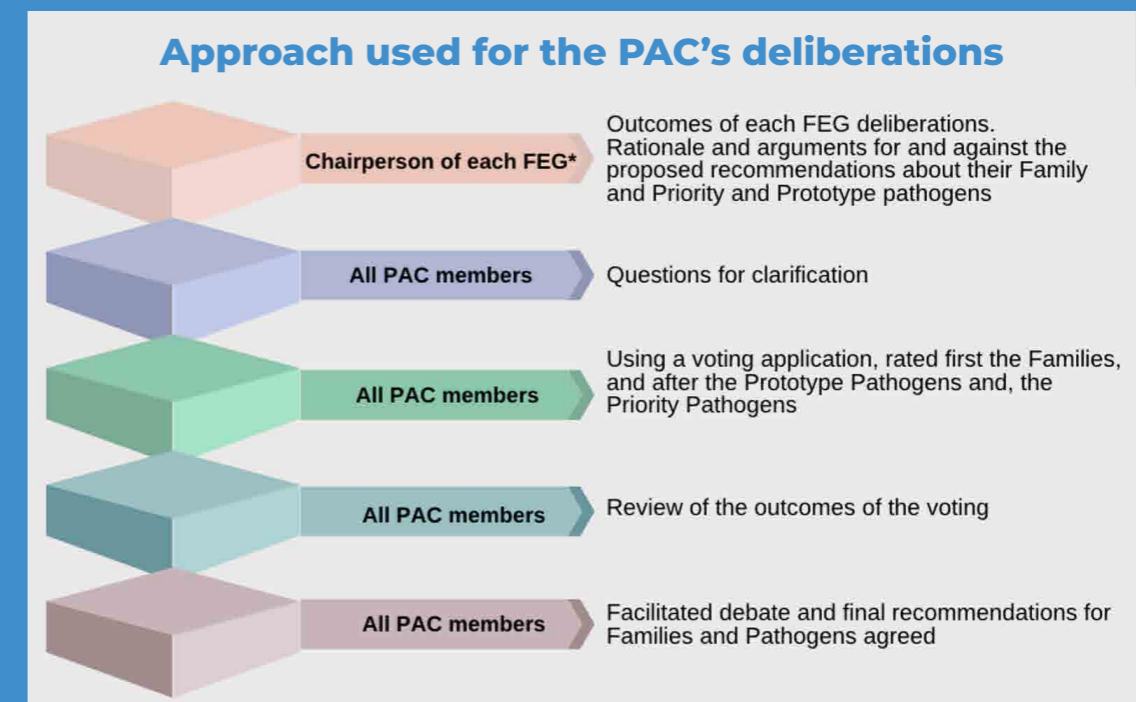 Approach used for the PAC’s deliberations
Chairperson of each FEG*
Outcomes of each FEG deliberations.
Rationale and arguments for and against the
proposed recommendations about their Family
and Priority and Prototype pathogens
All PAC members
Questions for clarification
All PAC members
Using a voting application, rated first the Families,
and after the Prototype Pathogens and, the
Priority Pathogens
All PAC members
Review of the outcomes of the voting
All PAC members
Facilitated debate and final recommendations for
Families and Pathogens agreed